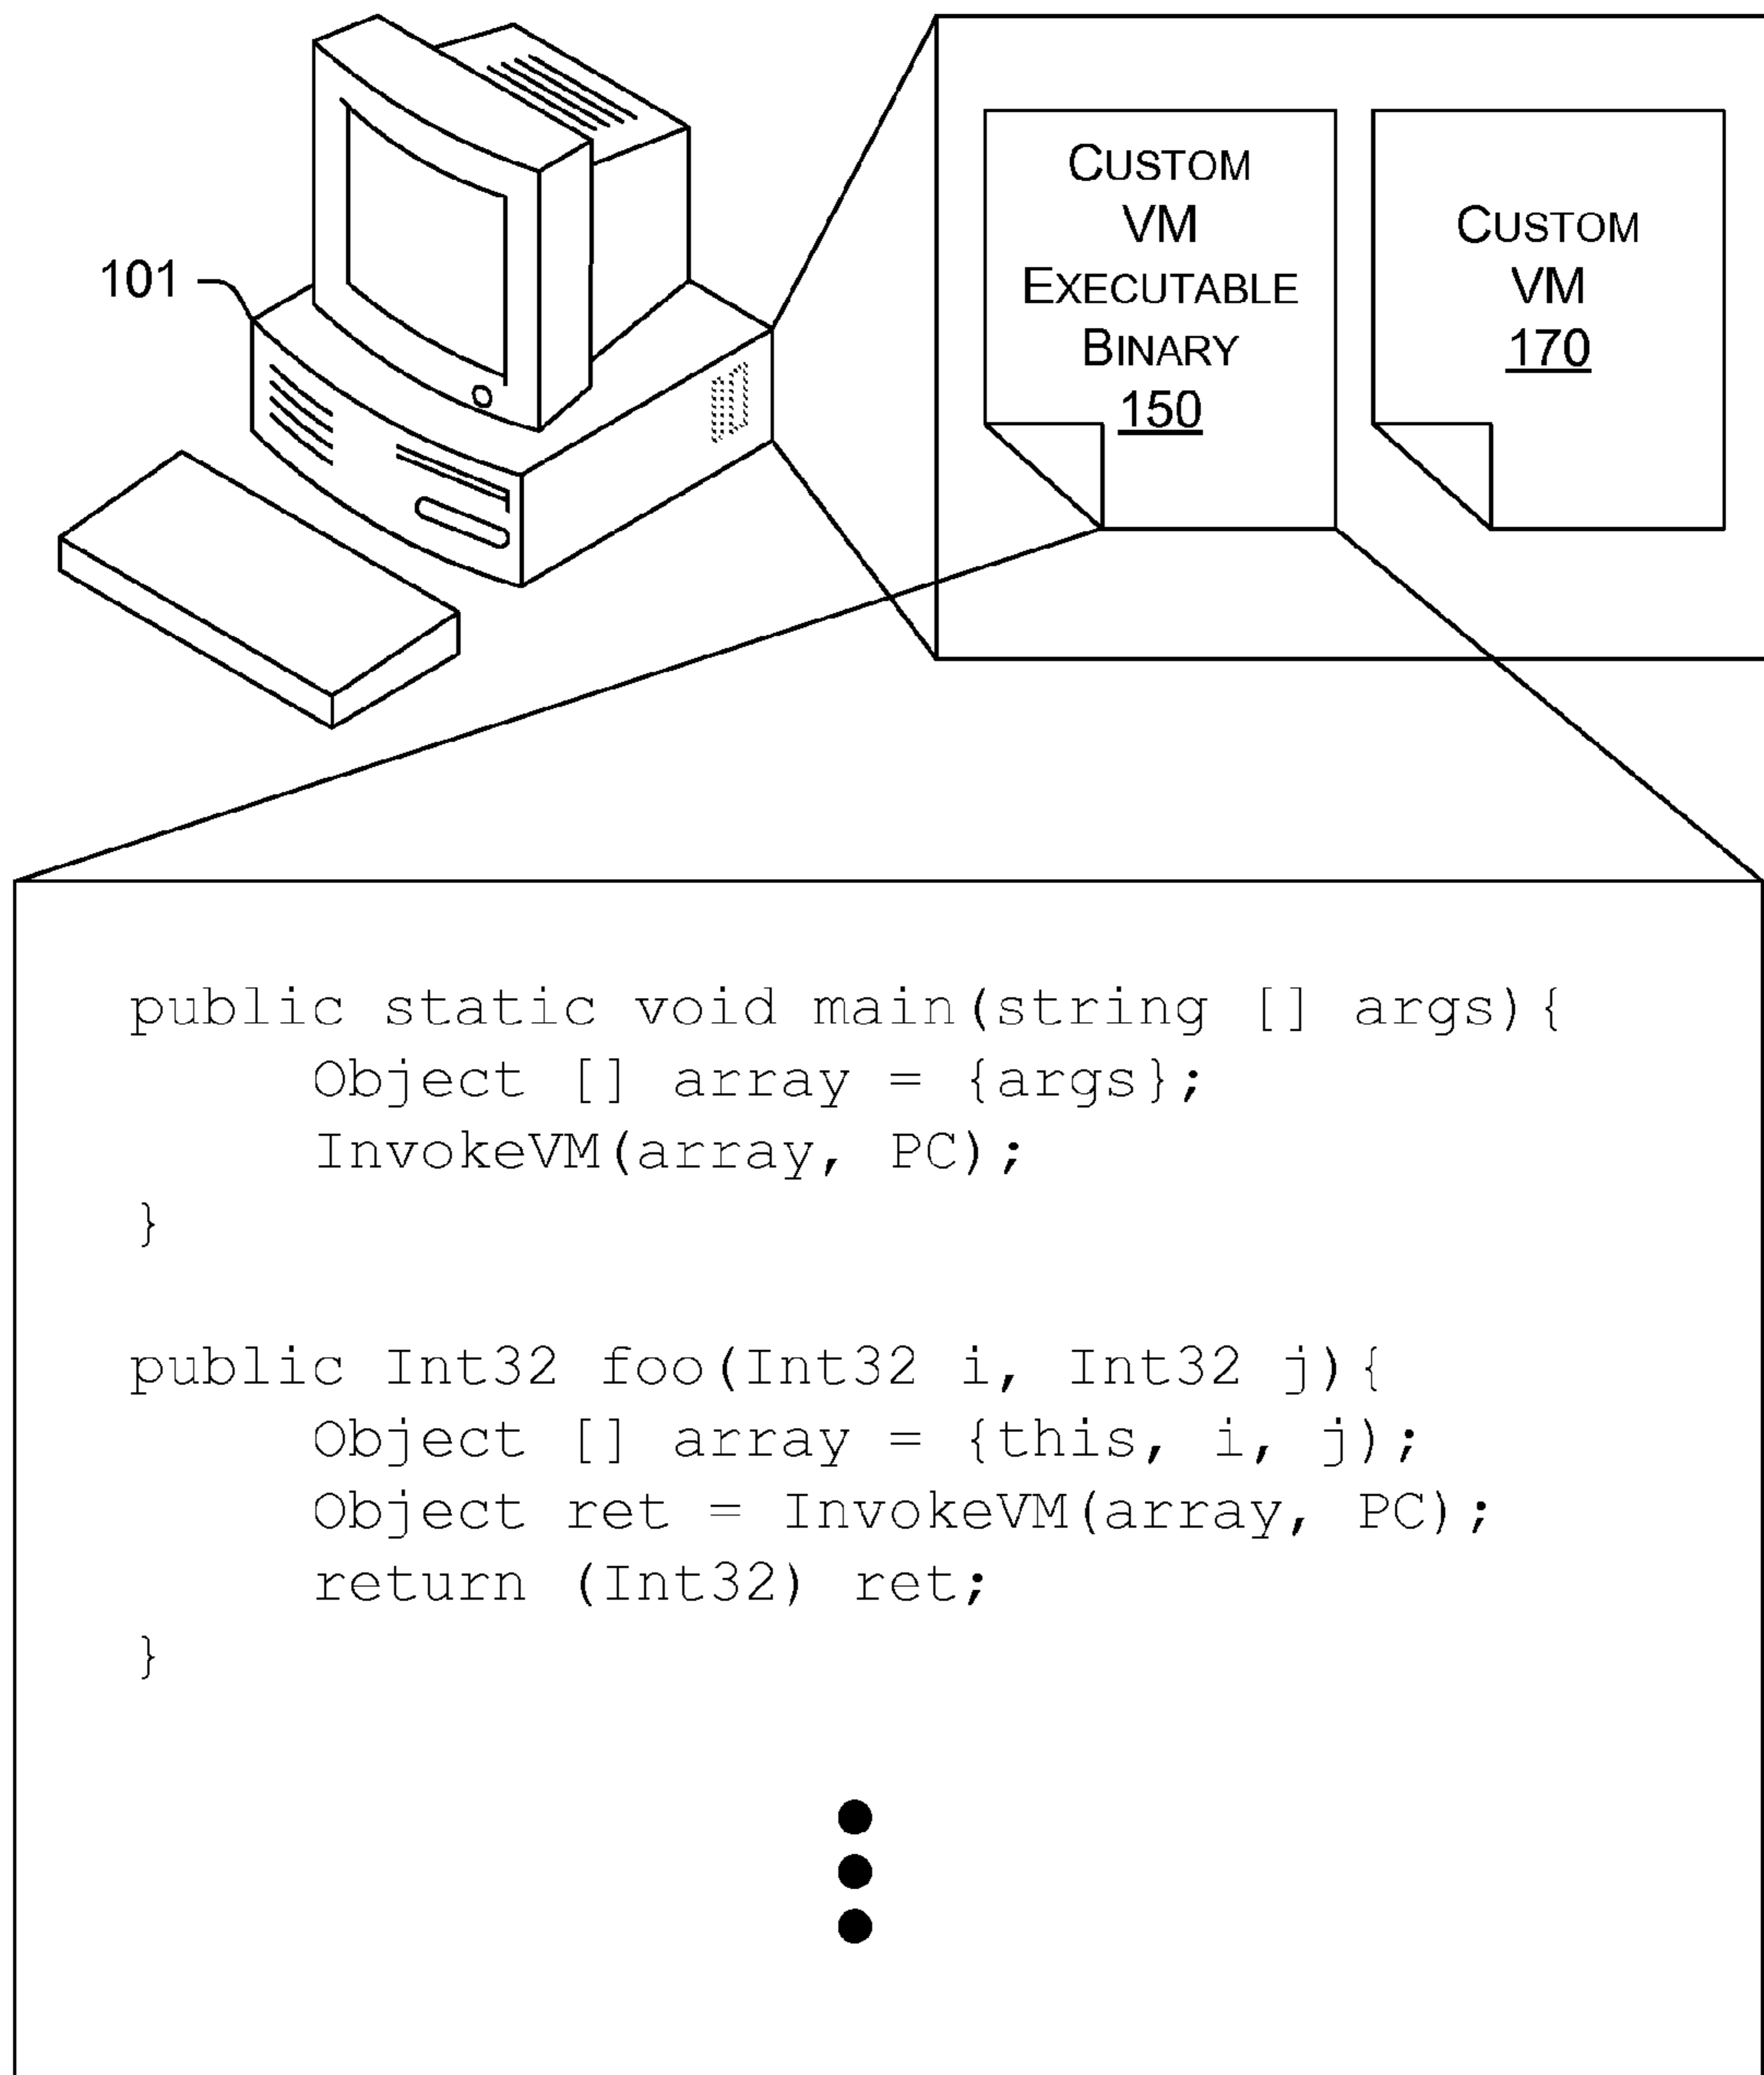 101
CUSTOM
VM
EXECUTABLE
BINARY
150
CUSTOM
VM
170
public static void main(string [] args){
Object [] array = {args};
InvokeVM(array, PC);
}
public Int32 foo(Int32 i, Int32 j){
Object [] array = {this, i, j);
Object ret = InvokeVM(array, PC);
return (Int32) ret;
}